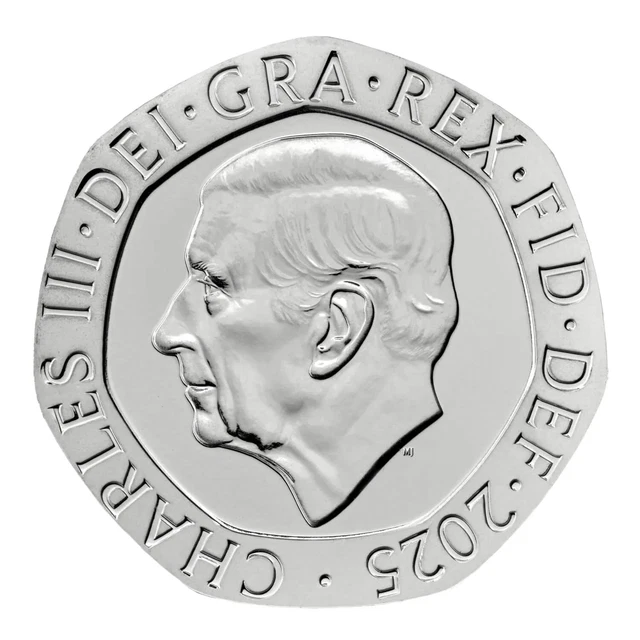 CHARLES III · DEI · GRA · REX · FID · DEF · 2025 ·
MJ